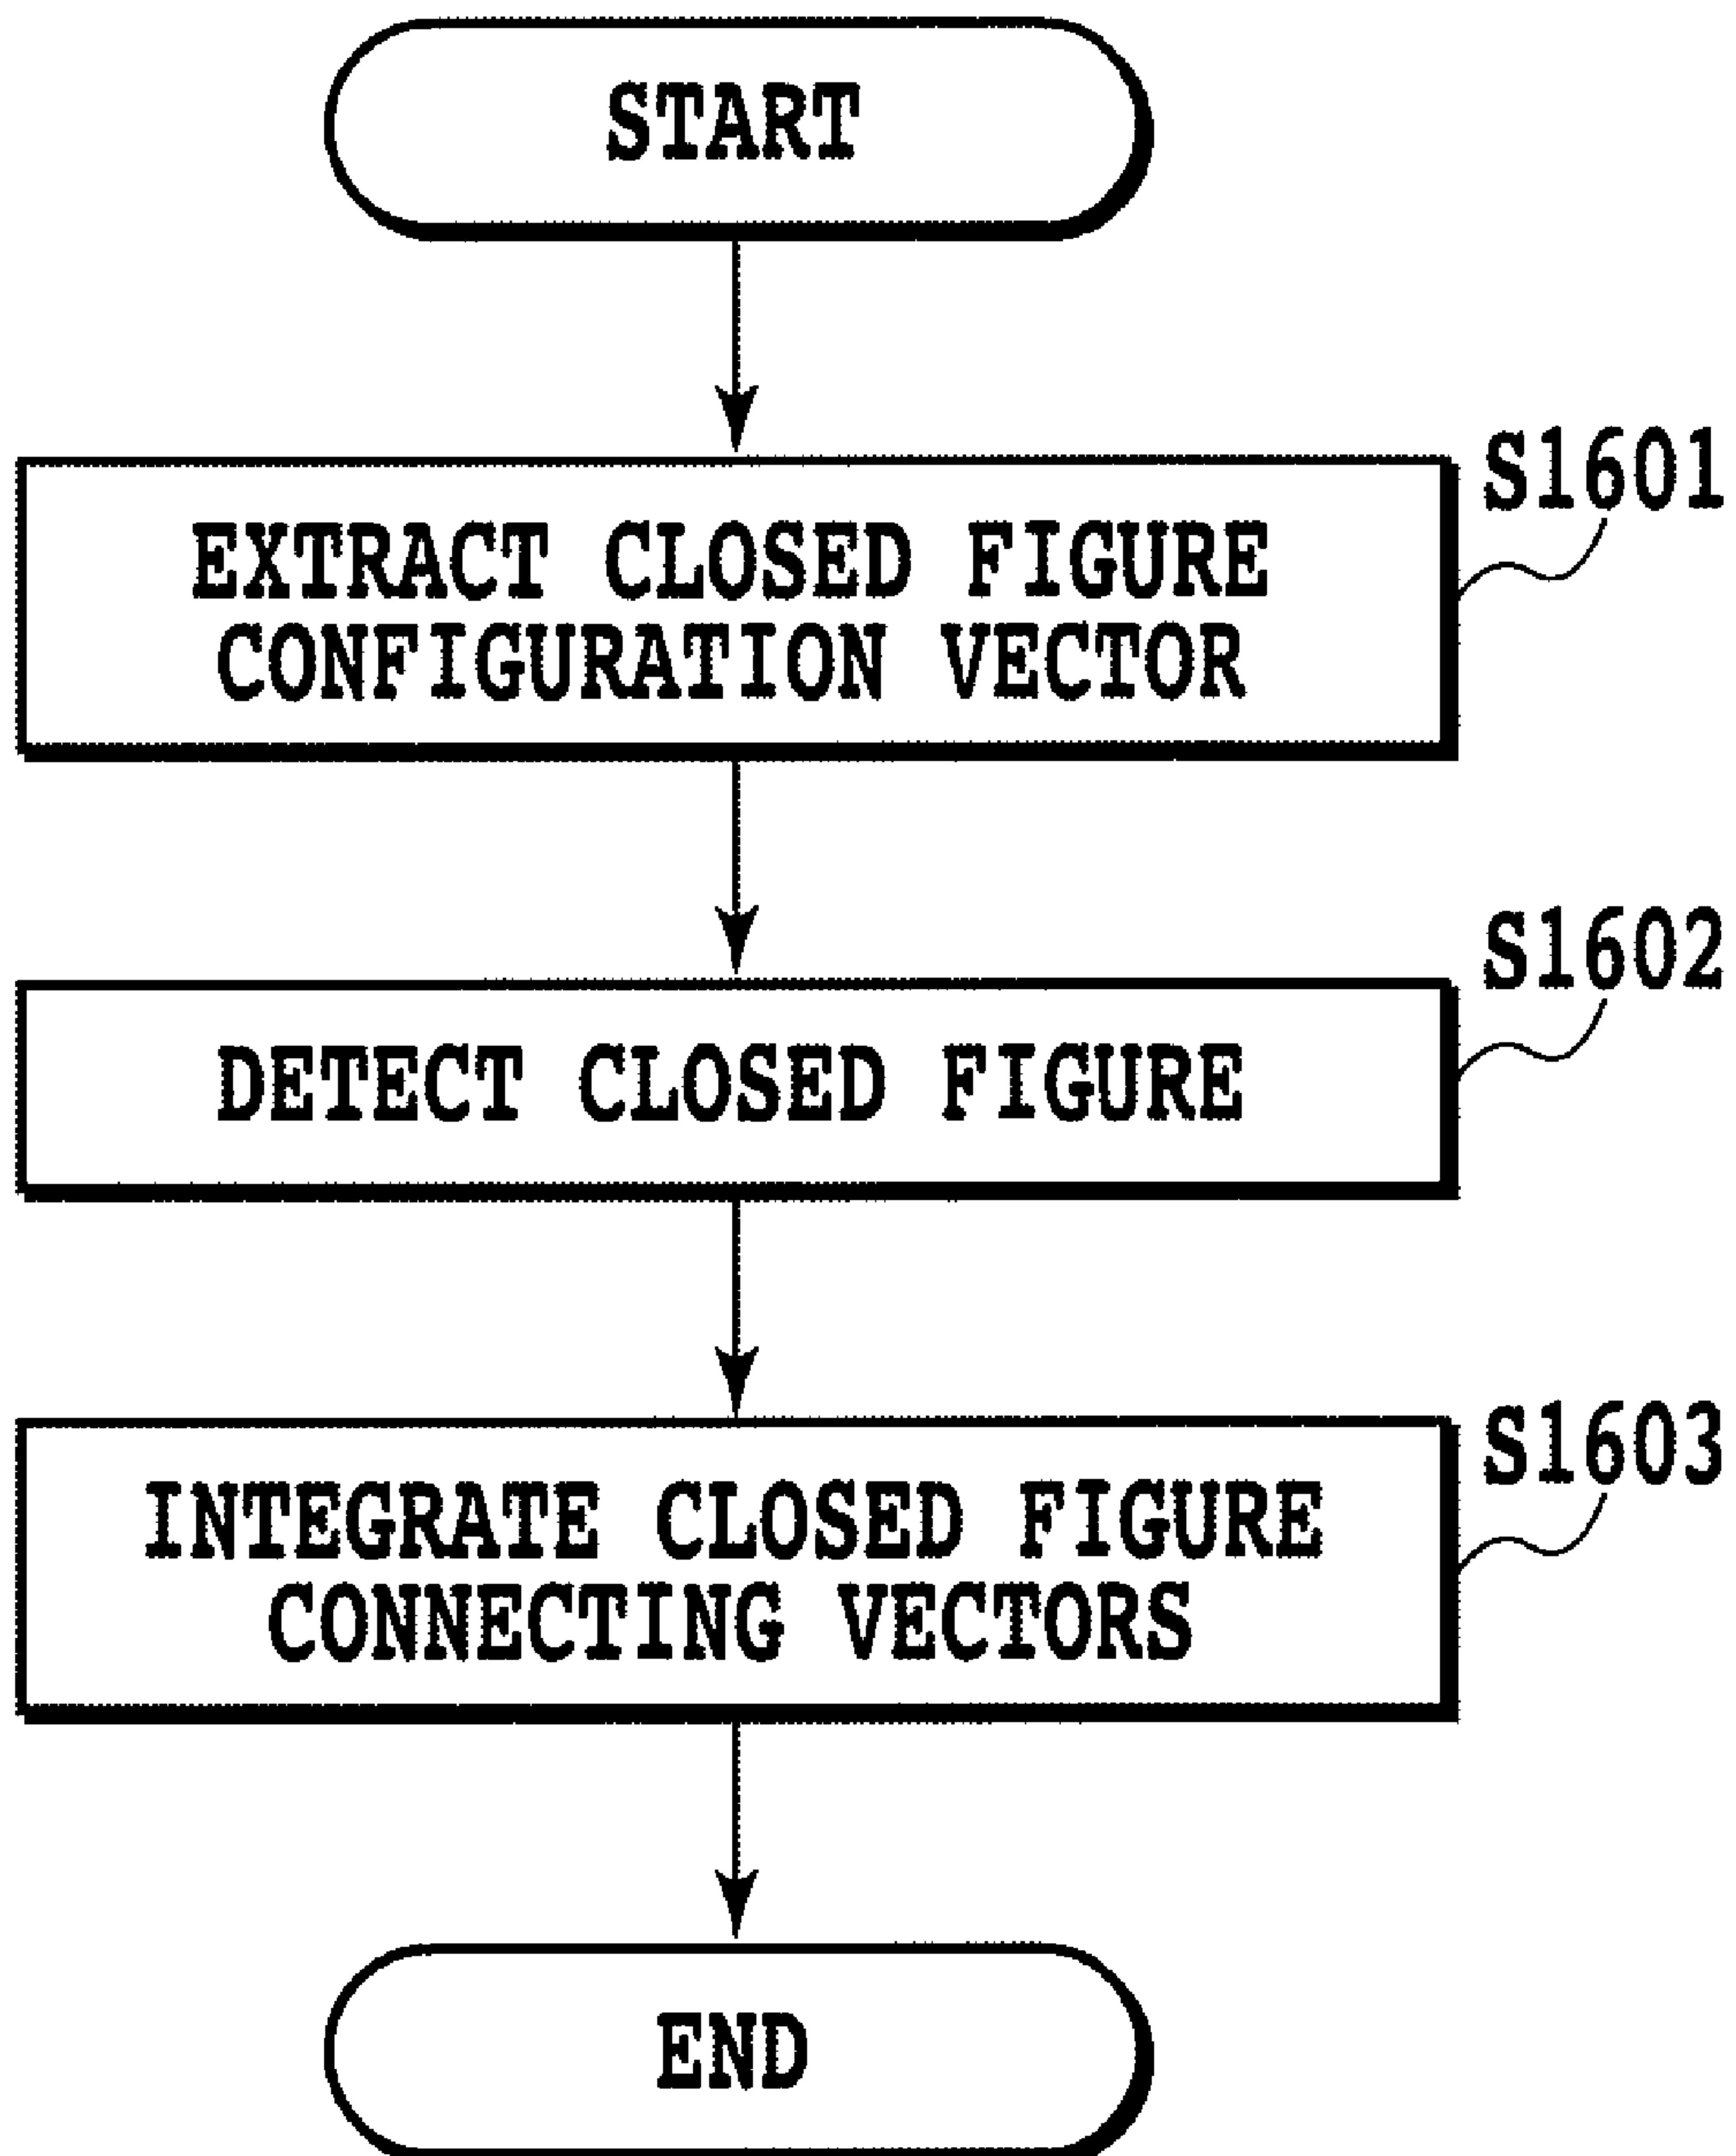 START
S1601
EXTRACT CLOSED FIGURE
CONFIGURATION VECTOR
S1602
DETECT CLOSED FIGURE
S1603
INTEGRATE CLOSED FIGURE
CONNECTING VECTORS
END